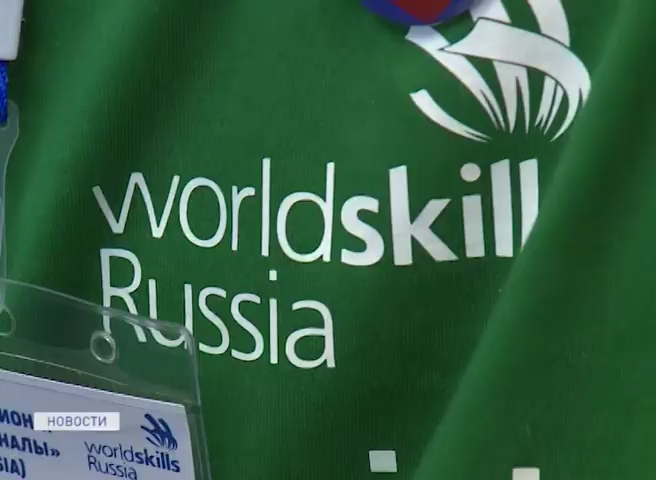 worldskill
Russia
НОВОСТИ
ИОН
НАЛЫ»
SIA)
worldskills
Russia